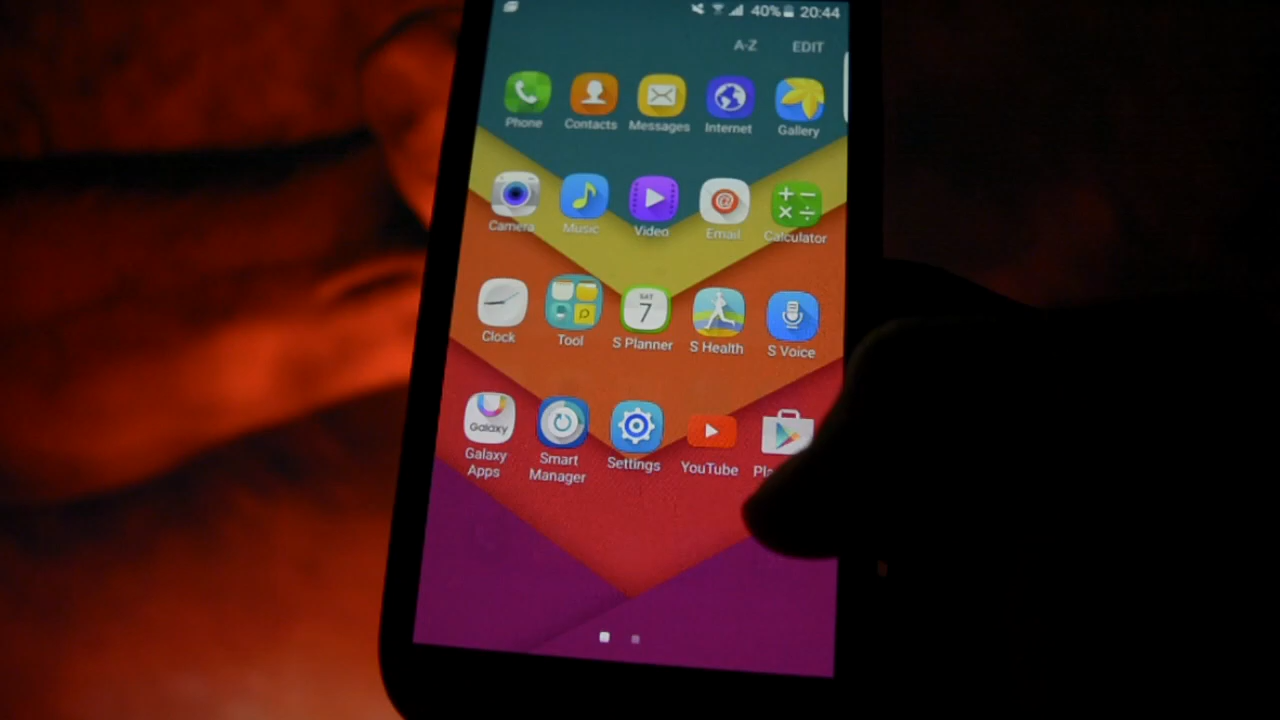 40% 20:44
A-Z EDIT
Phone Contacts Messages Internet Gallery
Camera Music Video Email Calculator
SAT
7
Clock Tool S Planner S Health S Voice
Galaxy
Galaxy Apps Smart Manager Settings YouTube